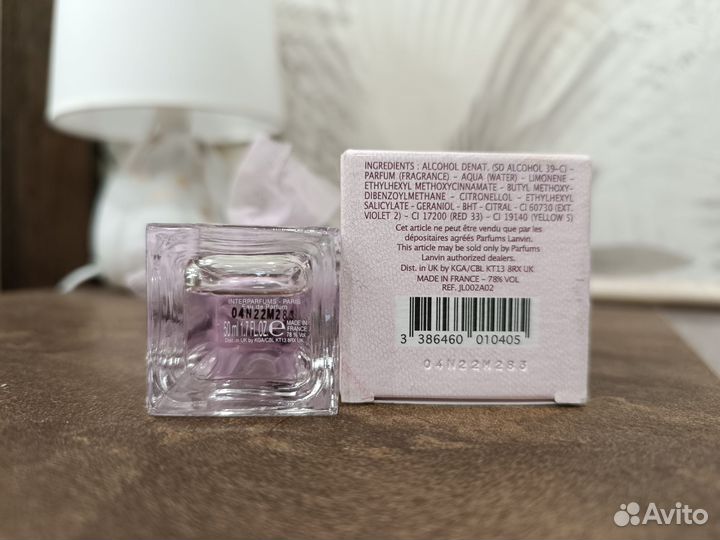 INTERPARFUMS - PARIS
Eau de Parfum
04N22M283
50ml 1.7 FL.OZ e MADE IN FRANCE
78 % Vol.
Dist. in UK by KGA/CBL KT13 8RX UK
INGREDIENTS : ALCOHOL DENAT. (SD ALCOHOL 39-C) -
PARFUM (FRAGRANCE) - AQUA (WATER) - LIMONENE -
ETHYLHEXYL METHOXYCINNAMATE - BUTYL METHOXY-
DIBENZOYLMETHANE - CITRONELLOL - ETHYLHEXYL
SALICYLATE - GERANIOL - BHT - CITRAL - CI 60730 (EXT.
VIOLET 2) - CI 17200 (RED 33) - CI 19140 (YELLOW 5)
Cet article ne peut être vendu que par les
dépositaires agréés Parfums Lanvin.
This article may be sold only by Parfums
Lanvin authorized dealers.
Dist. in UK by KGA/CBL KT13 8RX UK
MADE IN FRANCE - 78% VOL
REF. JL002A02
3 386460 010405
04N22M283
Avito